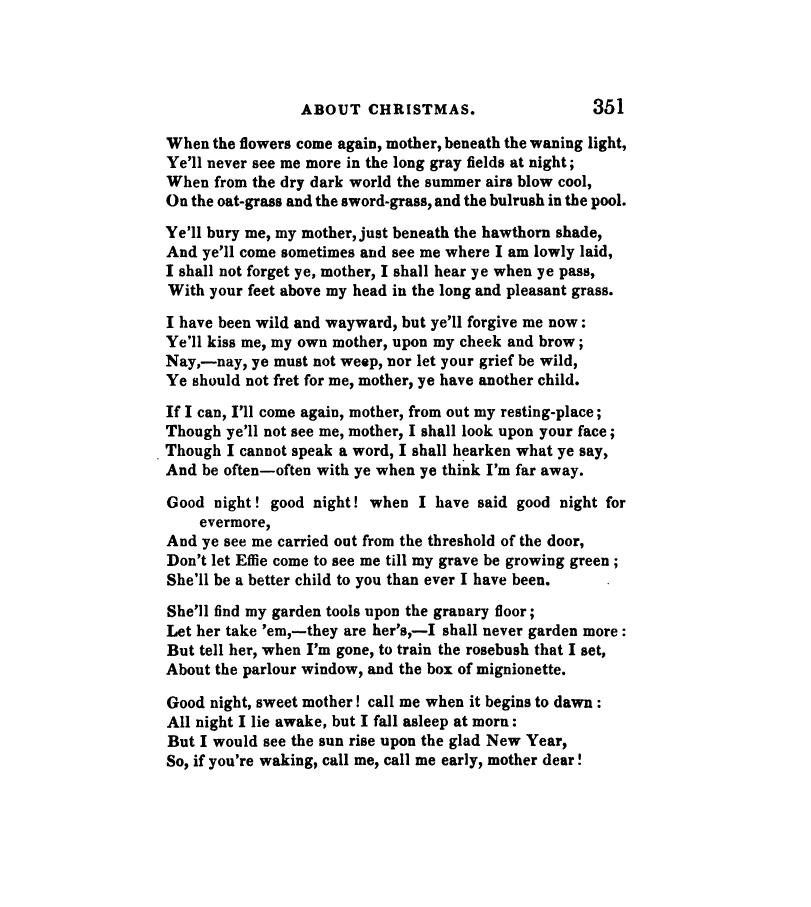 ABOUT CHRISTMAS. 351
When the flowers come again, mother, beneath the waning light,
Ye'll never see me more in the long gray fields at night;
When from the dry dark world the summer airs blow cool,
On the oat-grass and the sword-grass, and the bulrush in the pool.
Ye'll bury me, my mother, just beneath the hawthorn shade,
And ye'll come sometimes and see me where I am lowly laid,
I shall not forget ye, mother, I shall hear ye when ye pass,
With your feet above my head in the long and pleasant grass.
I have been wild and wayward, but ye'll forgive me now:
Ye'll kiss me, my own mother, upon my cheek and brow;
Nay,—nay, ye must not weep, nor let your grief be wild,
Ye should not fret for me, mother, ye have another child.
If I can, I'll come again, mother, from out my resting-place;
Though ye'll not see me, mother, I shall look upon your face;
Though I cannot speak a word, I shall hearken what ye say,
And be often—often with ye when ye think I'm far away.
Good night! good night! when I have said good night for
evermore,
And ye see me carried out from the threshold of the door,
Don't let Effie come to see me till my grave be growing green;
She'll be a better child to you than ever I have been.
She'll find my garden tools upon the granary floor;
Let her take 'em,—they are her's,—I shall never garden more:
But tell her, when I'm gone, to train the rosebush that I set,
About the parlour window, and the box of mignionette.
Good night, sweet mother! call me when it begins to dawn:
All night I lie awake, but I fall asleep at morn:
But I would see the sun rise upon the glad New Year,
So, if you're waking, call me, call me early, mother dear!